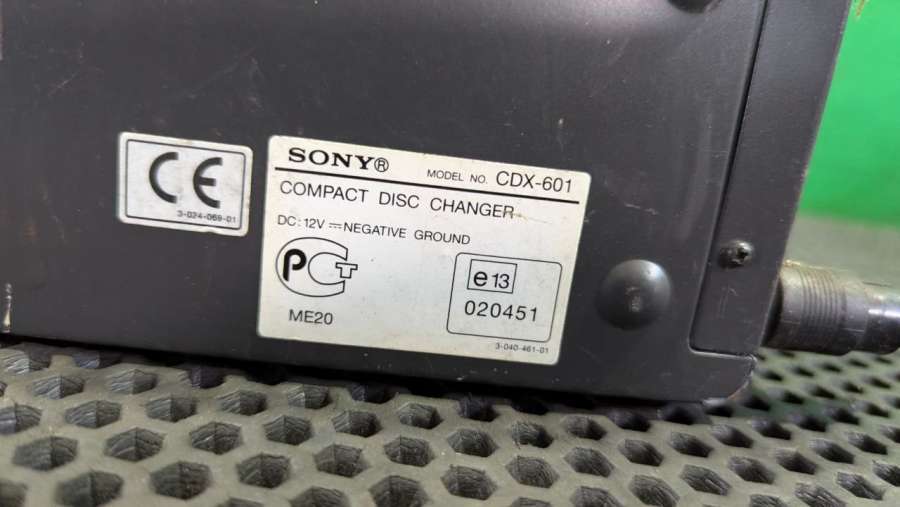 CE
3-024-069-01
SONY®
MODEL NO. CDX-601
COMPACT DISC CHANGER
DC: 12V ⎓ NEGATIVE GROUND
РСТ
ME20
e13
020451
3-040-461-01